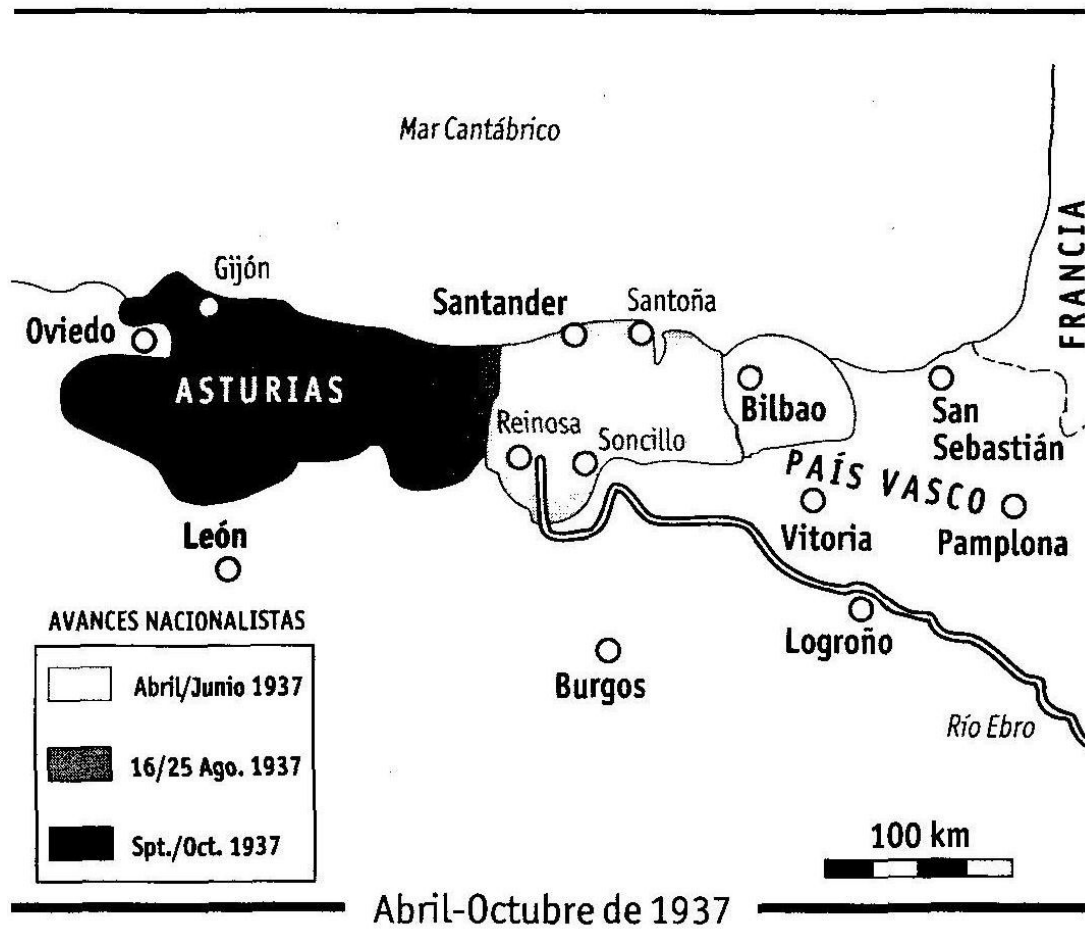 Mar Cantábrico
FRANCIA
Gijón
Oviedo
Santander
Santoña
ASTURIAS
Bilbao
San
Sebastián
Reinosa
Soncillo
PAÍS VASCO
León
Vitoria
Pamplona
Logroño
Burgos
Río Ebro
AVANCES NACIONALISTAS
Abril/Junio 1937
16/25 Ago. 1937
Spt./Oct. 1937
100 km
Abril-Octubre de 1937